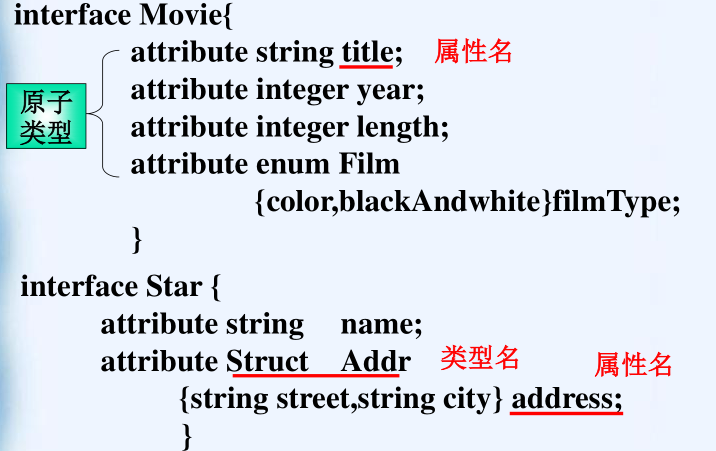 interface Movie{
attribute string title; 属性名
attribute integer year;
原子
类型
attribute integer length;
attribute enum Film
{color,blackAndwhite}filmType;
}
interface Star {
attribute string name;
attribute Struct Addr 类型名 属性名
{string street,string city} address;
}